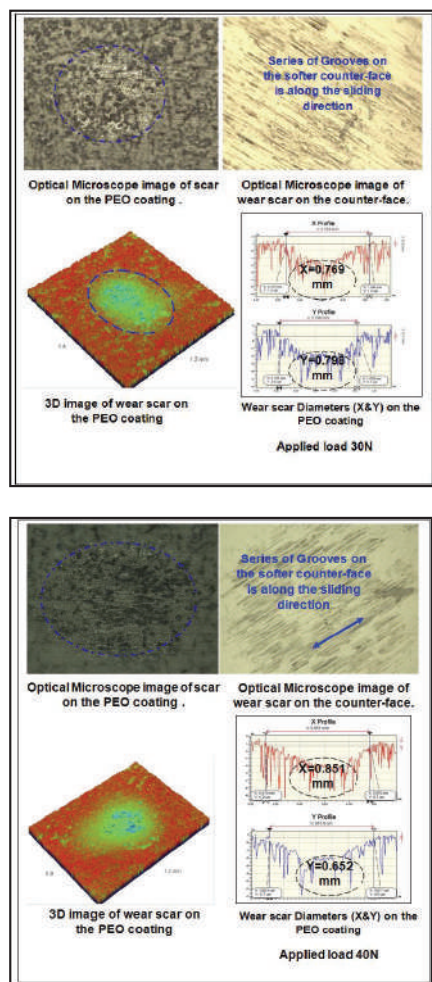 Series of Grooves on
the softer counter-face
is along the sliding
direction
Optical Microscope image of scar
on the PEO coating .
Optical Microscope image of
wear scar on the counter-face.
X Profile
X=0.769
mm
Y Profile
Y=0.798
mm
1.2 mm
3D image of wear scar on
the PEO coating
Wear scar Diameters (X&Y) on the
PEO coating
Applied load 30N
Series of Grooves on
the softer counter-face
is along the sliding
direction
Optical Microscope image of scar
on the PEO coating .
Optical Microscope image of
wear scar on the counter-face.
X Profile
X=0.851
mm
Y Profile
Y=0.652
mm
3D image of wear scar on
the PEO coating
Wear scar Diameters (X&Y) on the
PEO coating
Applied load 40N